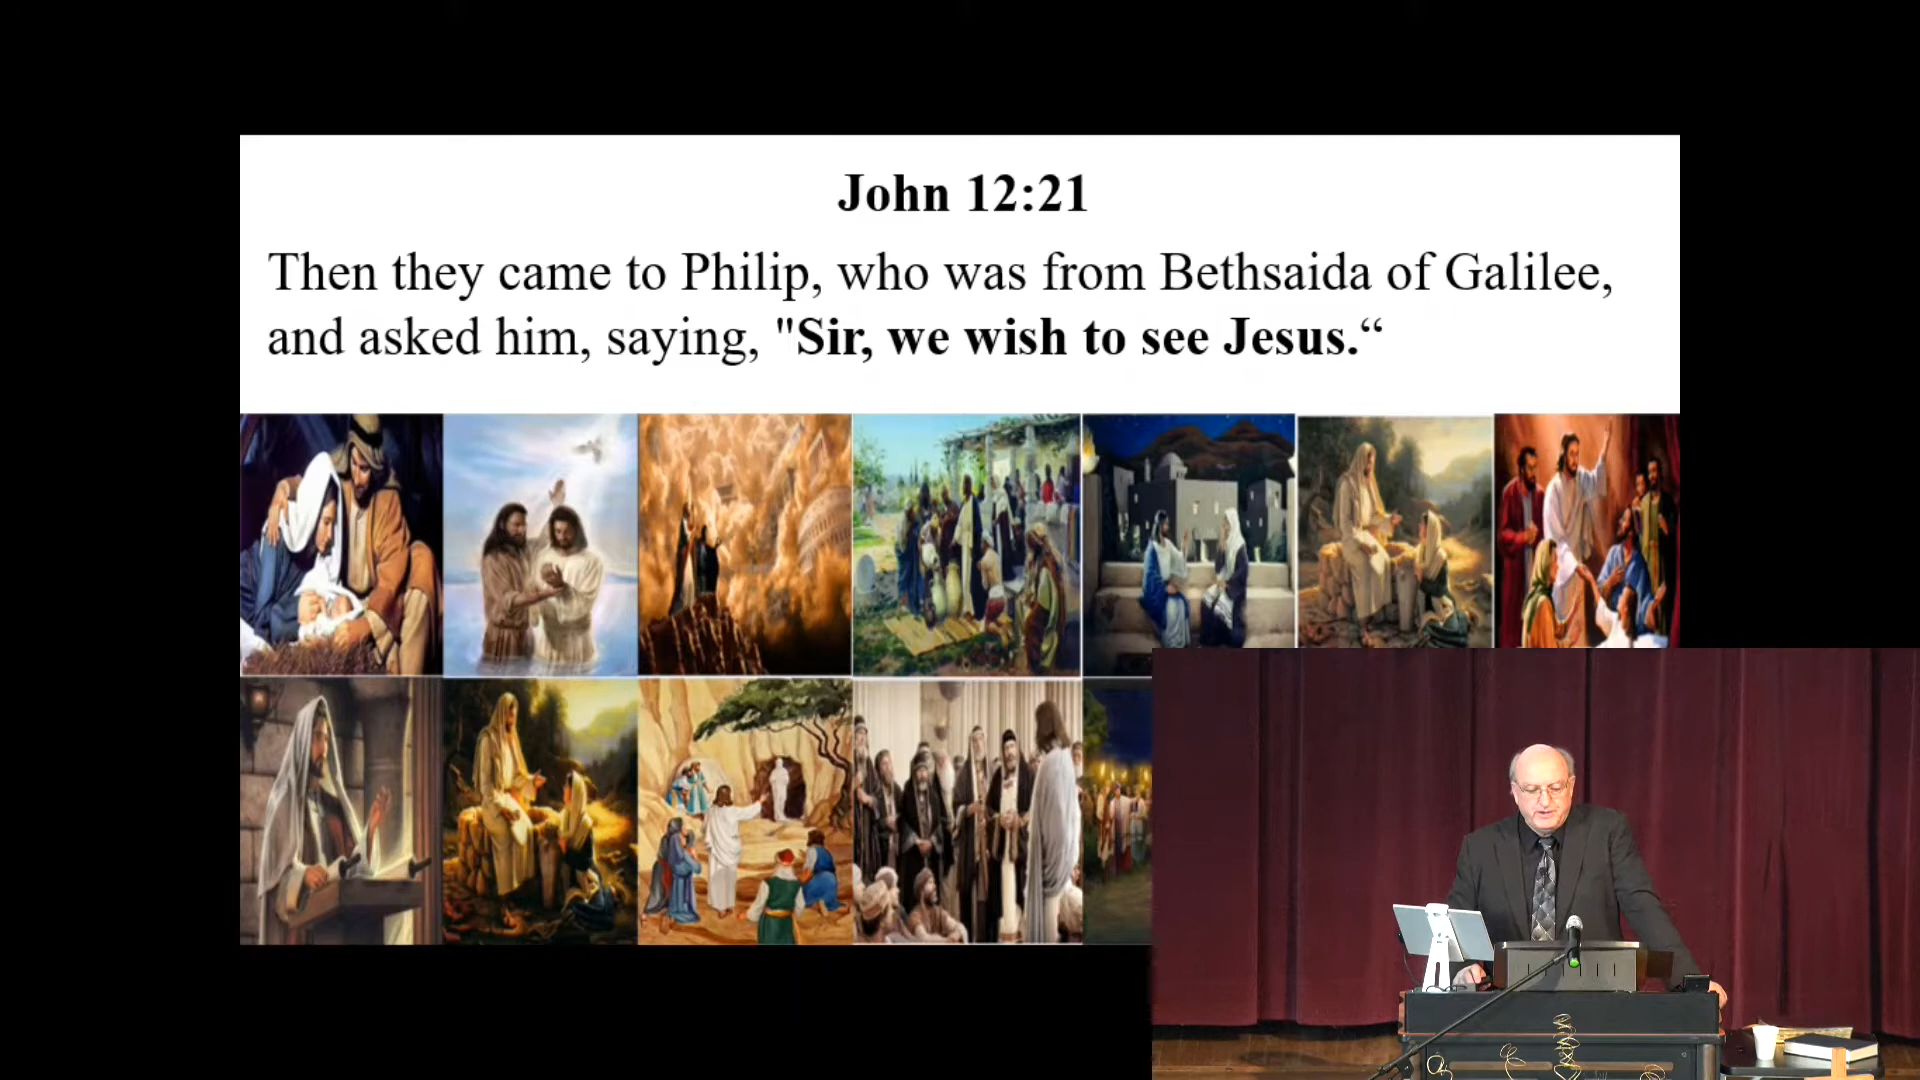 John 12:21
Then they came to Philip, who was from Bethsaida of Galilee,
and asked him, saying, "Sir, we wish to see Jesus.“